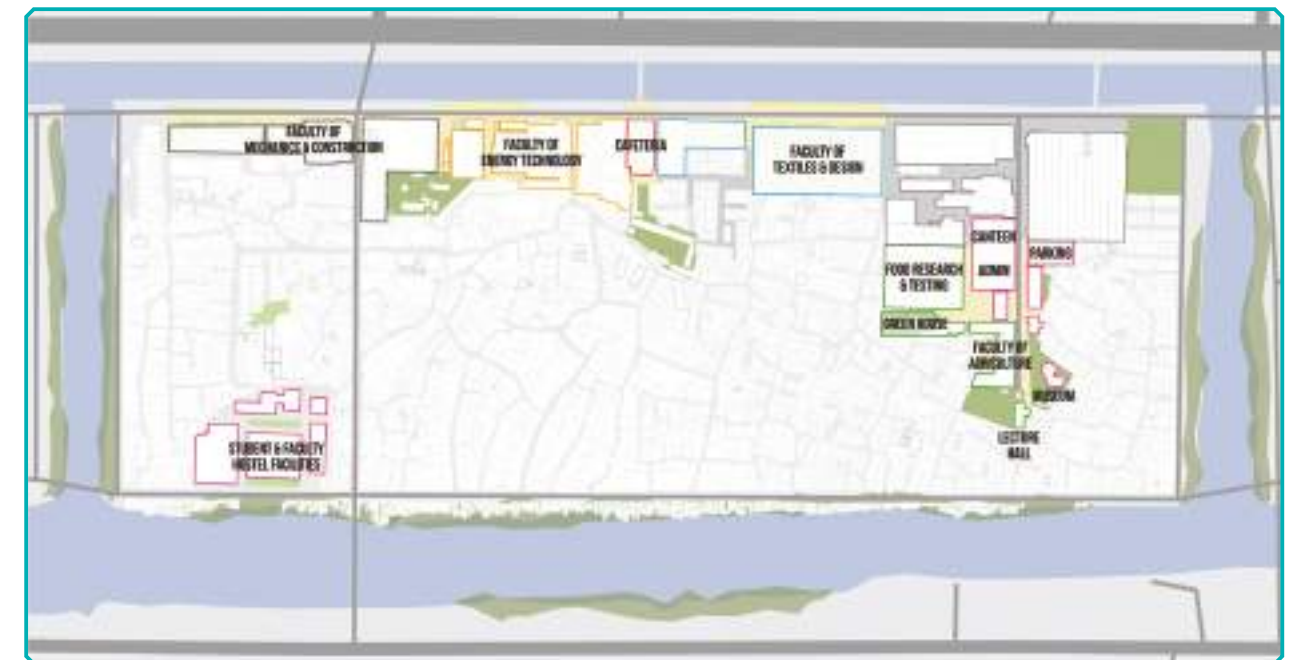 FACULTY OF
MECHANICS & CONSTRUCTION
FACULTY OF
ENERGY TECHNOLOGY
CAFETERIA
FACULTY OF
TEXTILES & DESIGN
CANTEEN
ADMIN
PARKING
FOOD RESEARCH
& TESTING
GREEN HOUSE
FACULTY OF
AGRICULTURE
MUSEUM
LECTURE
HALL
STUDENT & FACULTY
HOSTEL FACILITIES